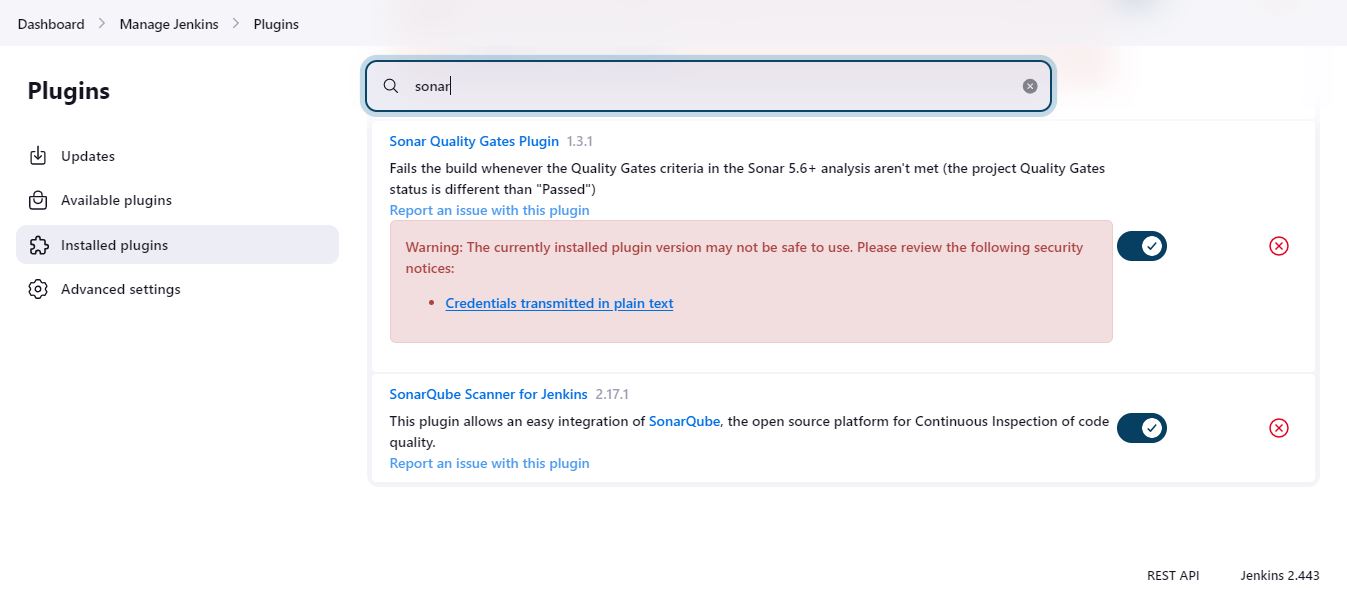 Dashboard > Manage Jenkins > Plugins
Plugins
Updates
Available plugins
Installed plugins
Advanced settings
sonar
Sonar Quality Gates Plugin 1.3.1
Fails the build whenever the Quality Gates criteria in the Sonar 5.6+ analysis aren't met (the project Quality Gates
status is different than "Passed")
Report an issue with this plugin
Warning: The currently installed plugin version may not be safe to use. Please review the following security
notices:
• Credentials transmitted in plain text
SonarQube Scanner for Jenkins 2.17.1
This plugin allows an easy integration of SonarQube, the open source platform for Continuous Inspection of code
quality.
Report an issue with this plugin
REST API Jenkins 2.443